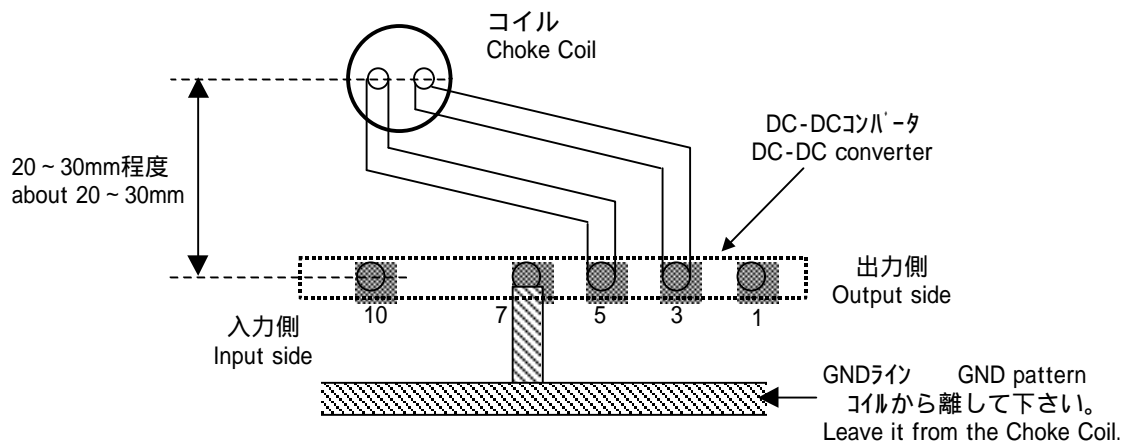 コイル
Choke Coil
DC-DCｺﾝﾊﾞｰﾀ
DC-DC converter
20 ~ 30mm程度
about 20 ~ 30mm
出力側
Output side
10 7 5 3 1
入力側
Input side
GNDﾗｲﾝ GND pattern
ｺｲﾙから離して下さい。
Leave it from the Choke Coil.